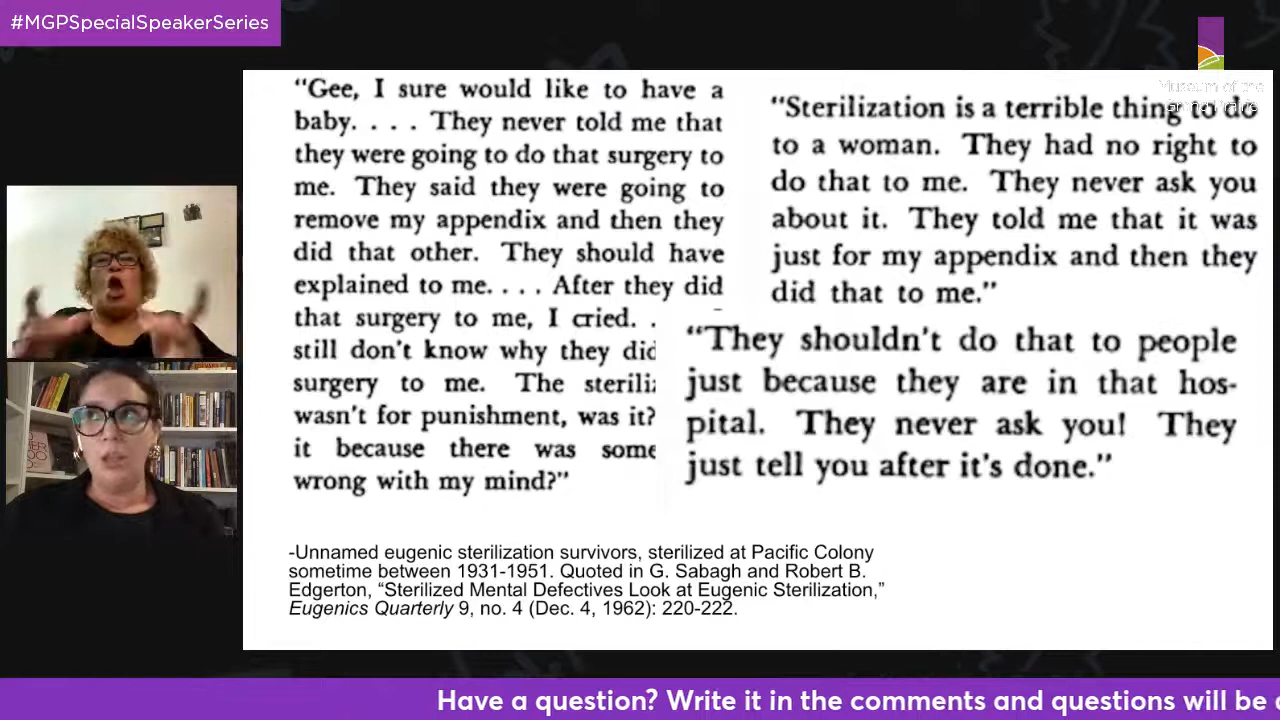 #MGPSpecialSpeakerSeries
Museum of the
Grand Prairie
“Gee, I sure would like to have a
baby. . . . They never told me that
they were going to do that surgery to
me. They said they were going to
remove my appendix and then they
did that other. They should have
explained to me. . . . After they did
that surgery to me, I cried. .
still don’t know why they did
surgery to me. The steriliz
wasn’t for punishment, was it?
it because there was some
wrong with my mind?”
“Sterilization is a terrible thing to do
to a woman. They had no right to
do that to me. They never ask you
about it. They told me that it was
just for my appendix and then they
did that to me.”
“They shouldn’t do that to people
just because they are in that hos-
pital. They never ask you! They
just tell you after it’s done.”
-Unnamed eugenic sterilization survivors, sterilized at Pacific Colony
sometime between 1931-1951. Quoted in G. Sabagh and Robert B.
Edgerton, “Sterilized Mental Defectives Look at Eugenic Sterilization,”
Eugenics Quarterly 9, no. 4 (Dec. 4, 1962): 220-222.
Have a question? Write it in the comments and questions will be